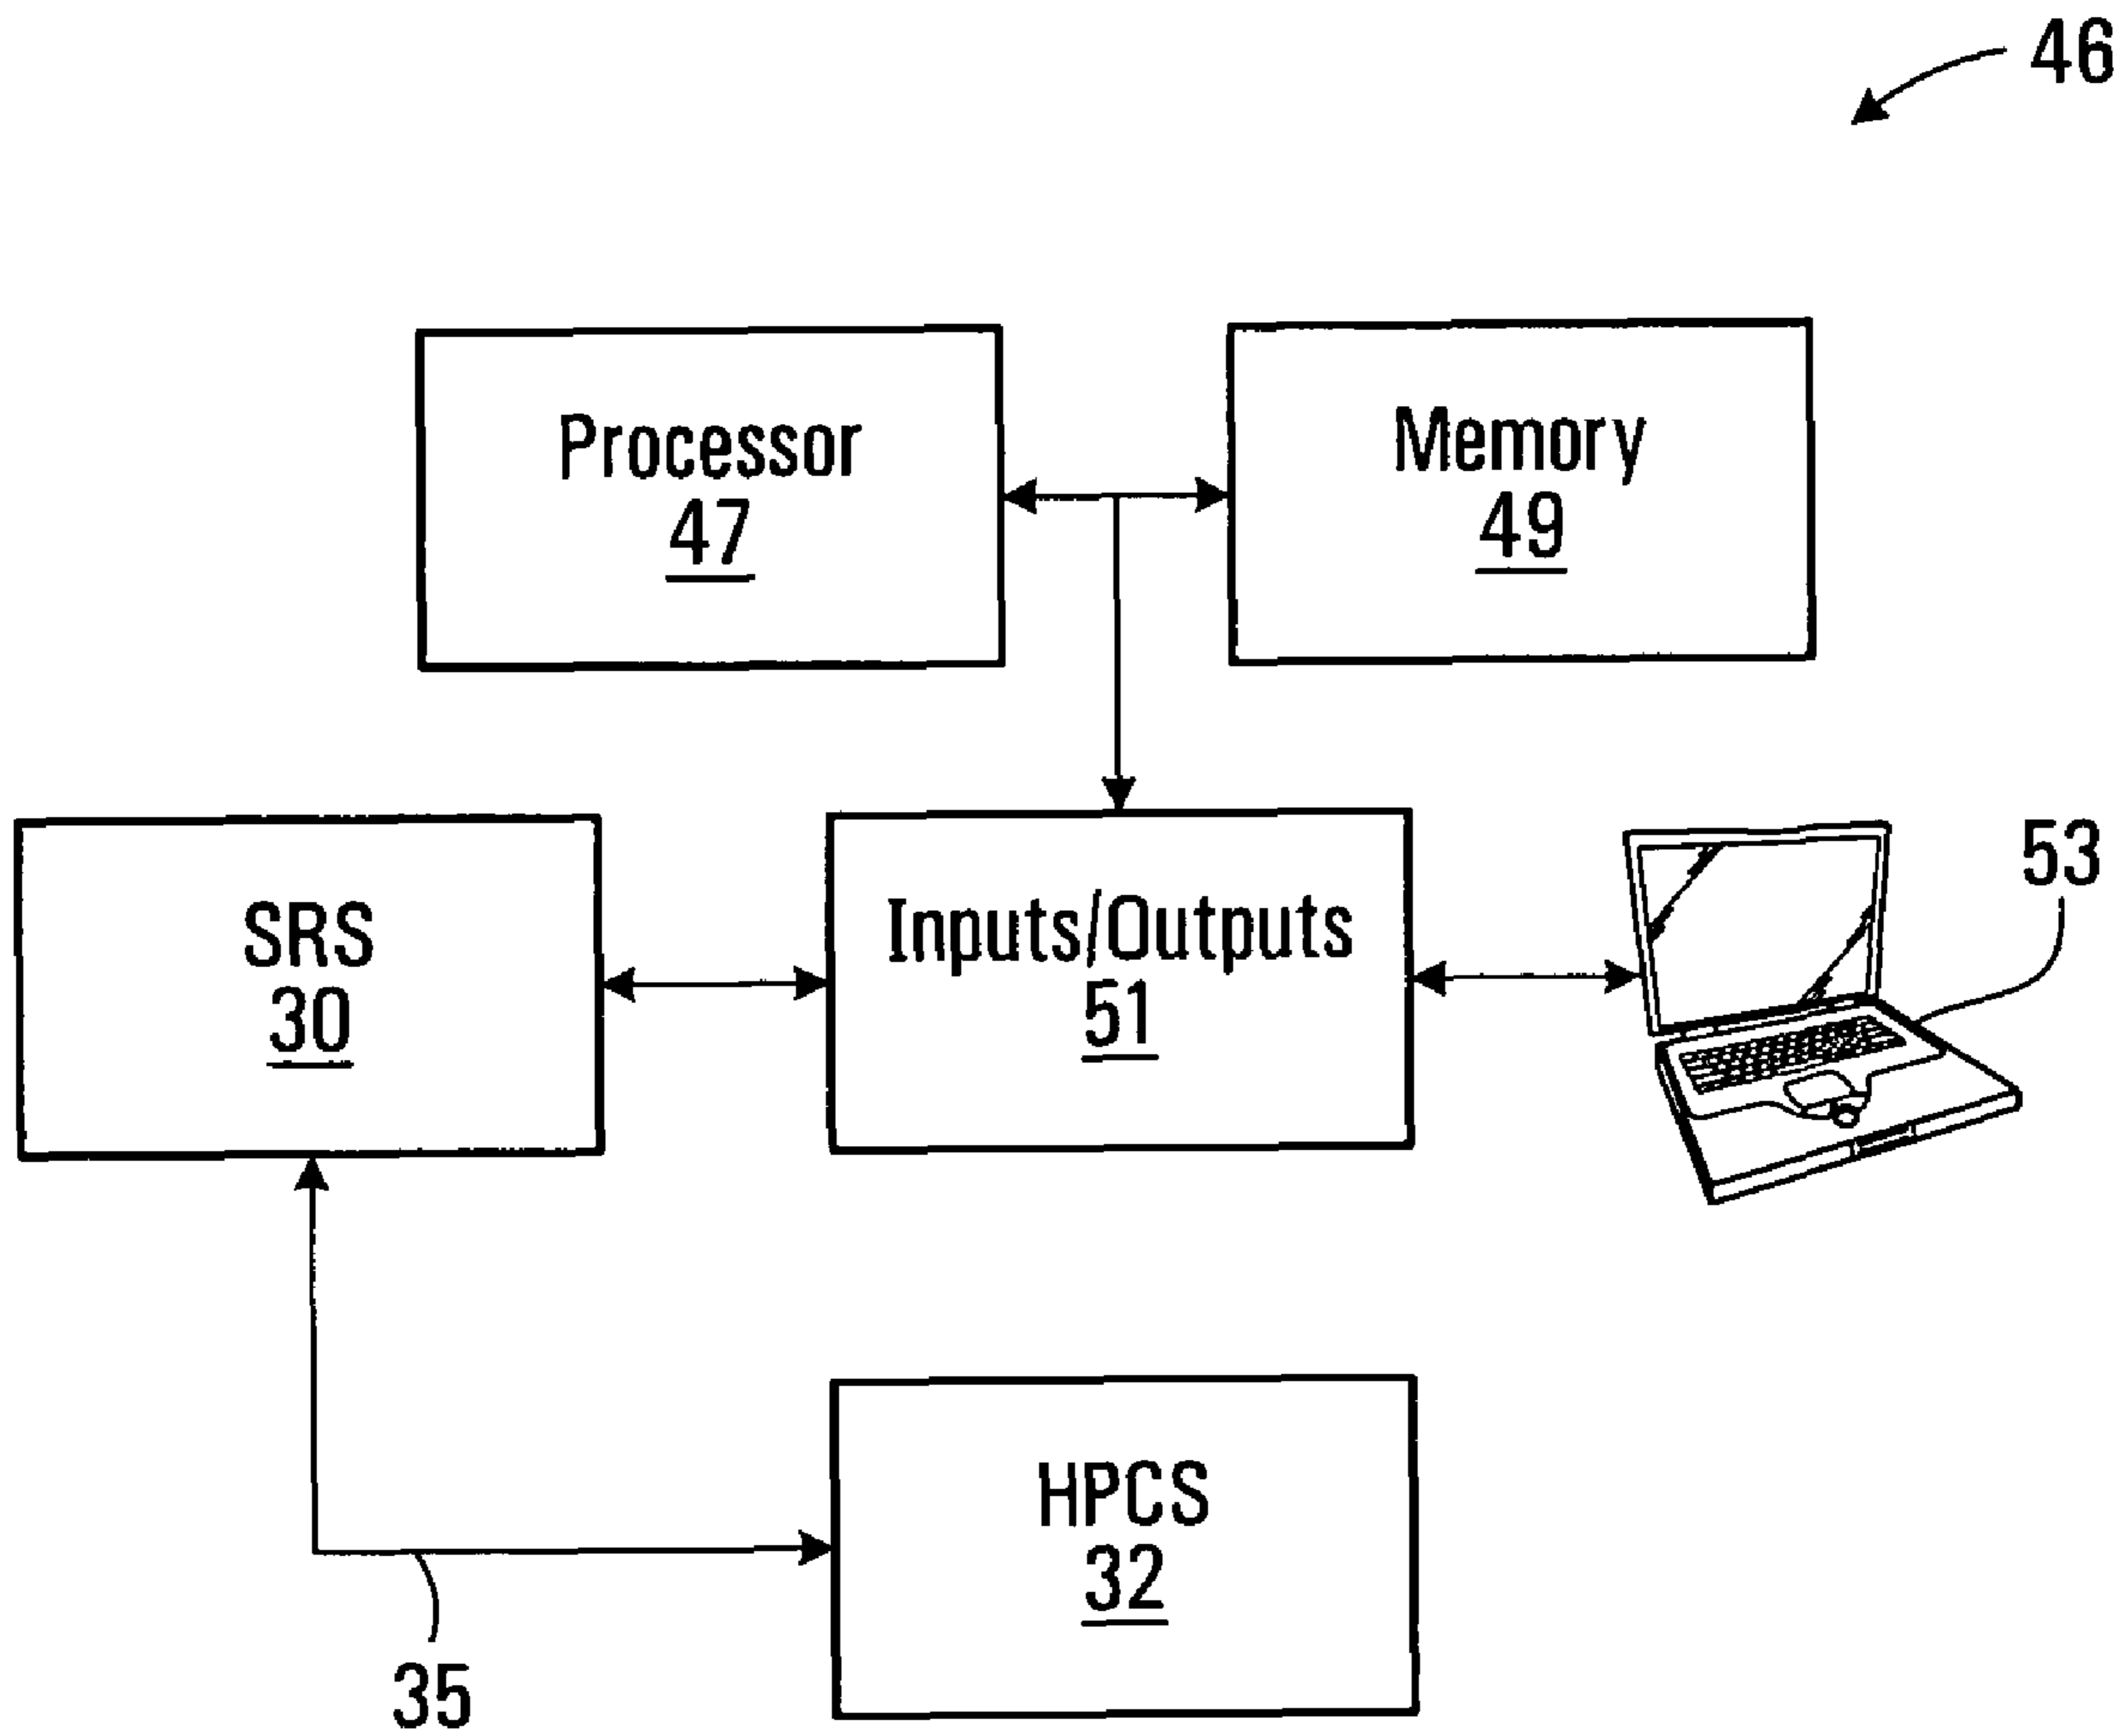 46
Processor
47
Memory
49
SRS
30
Inputs/Outputs
51
53
HPCS
32
35